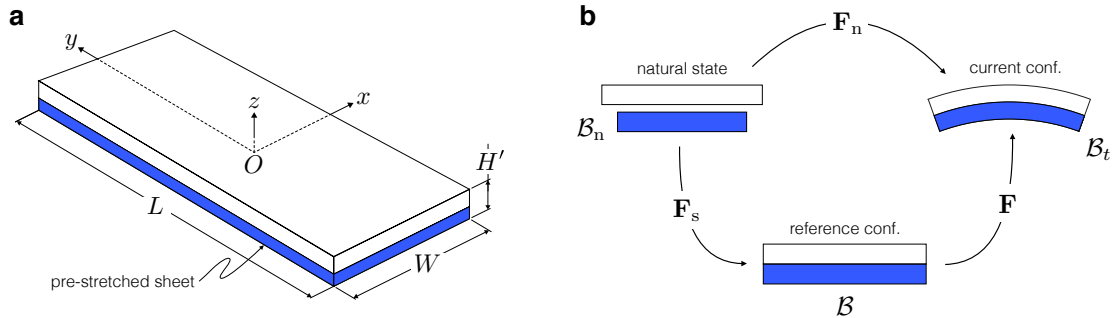 a
y
x
z
O
H′
L
W
pre-stretched sheet
b
F_n
natural state
current conf.
B_n
B_t
F_s
F
reference conf.
B